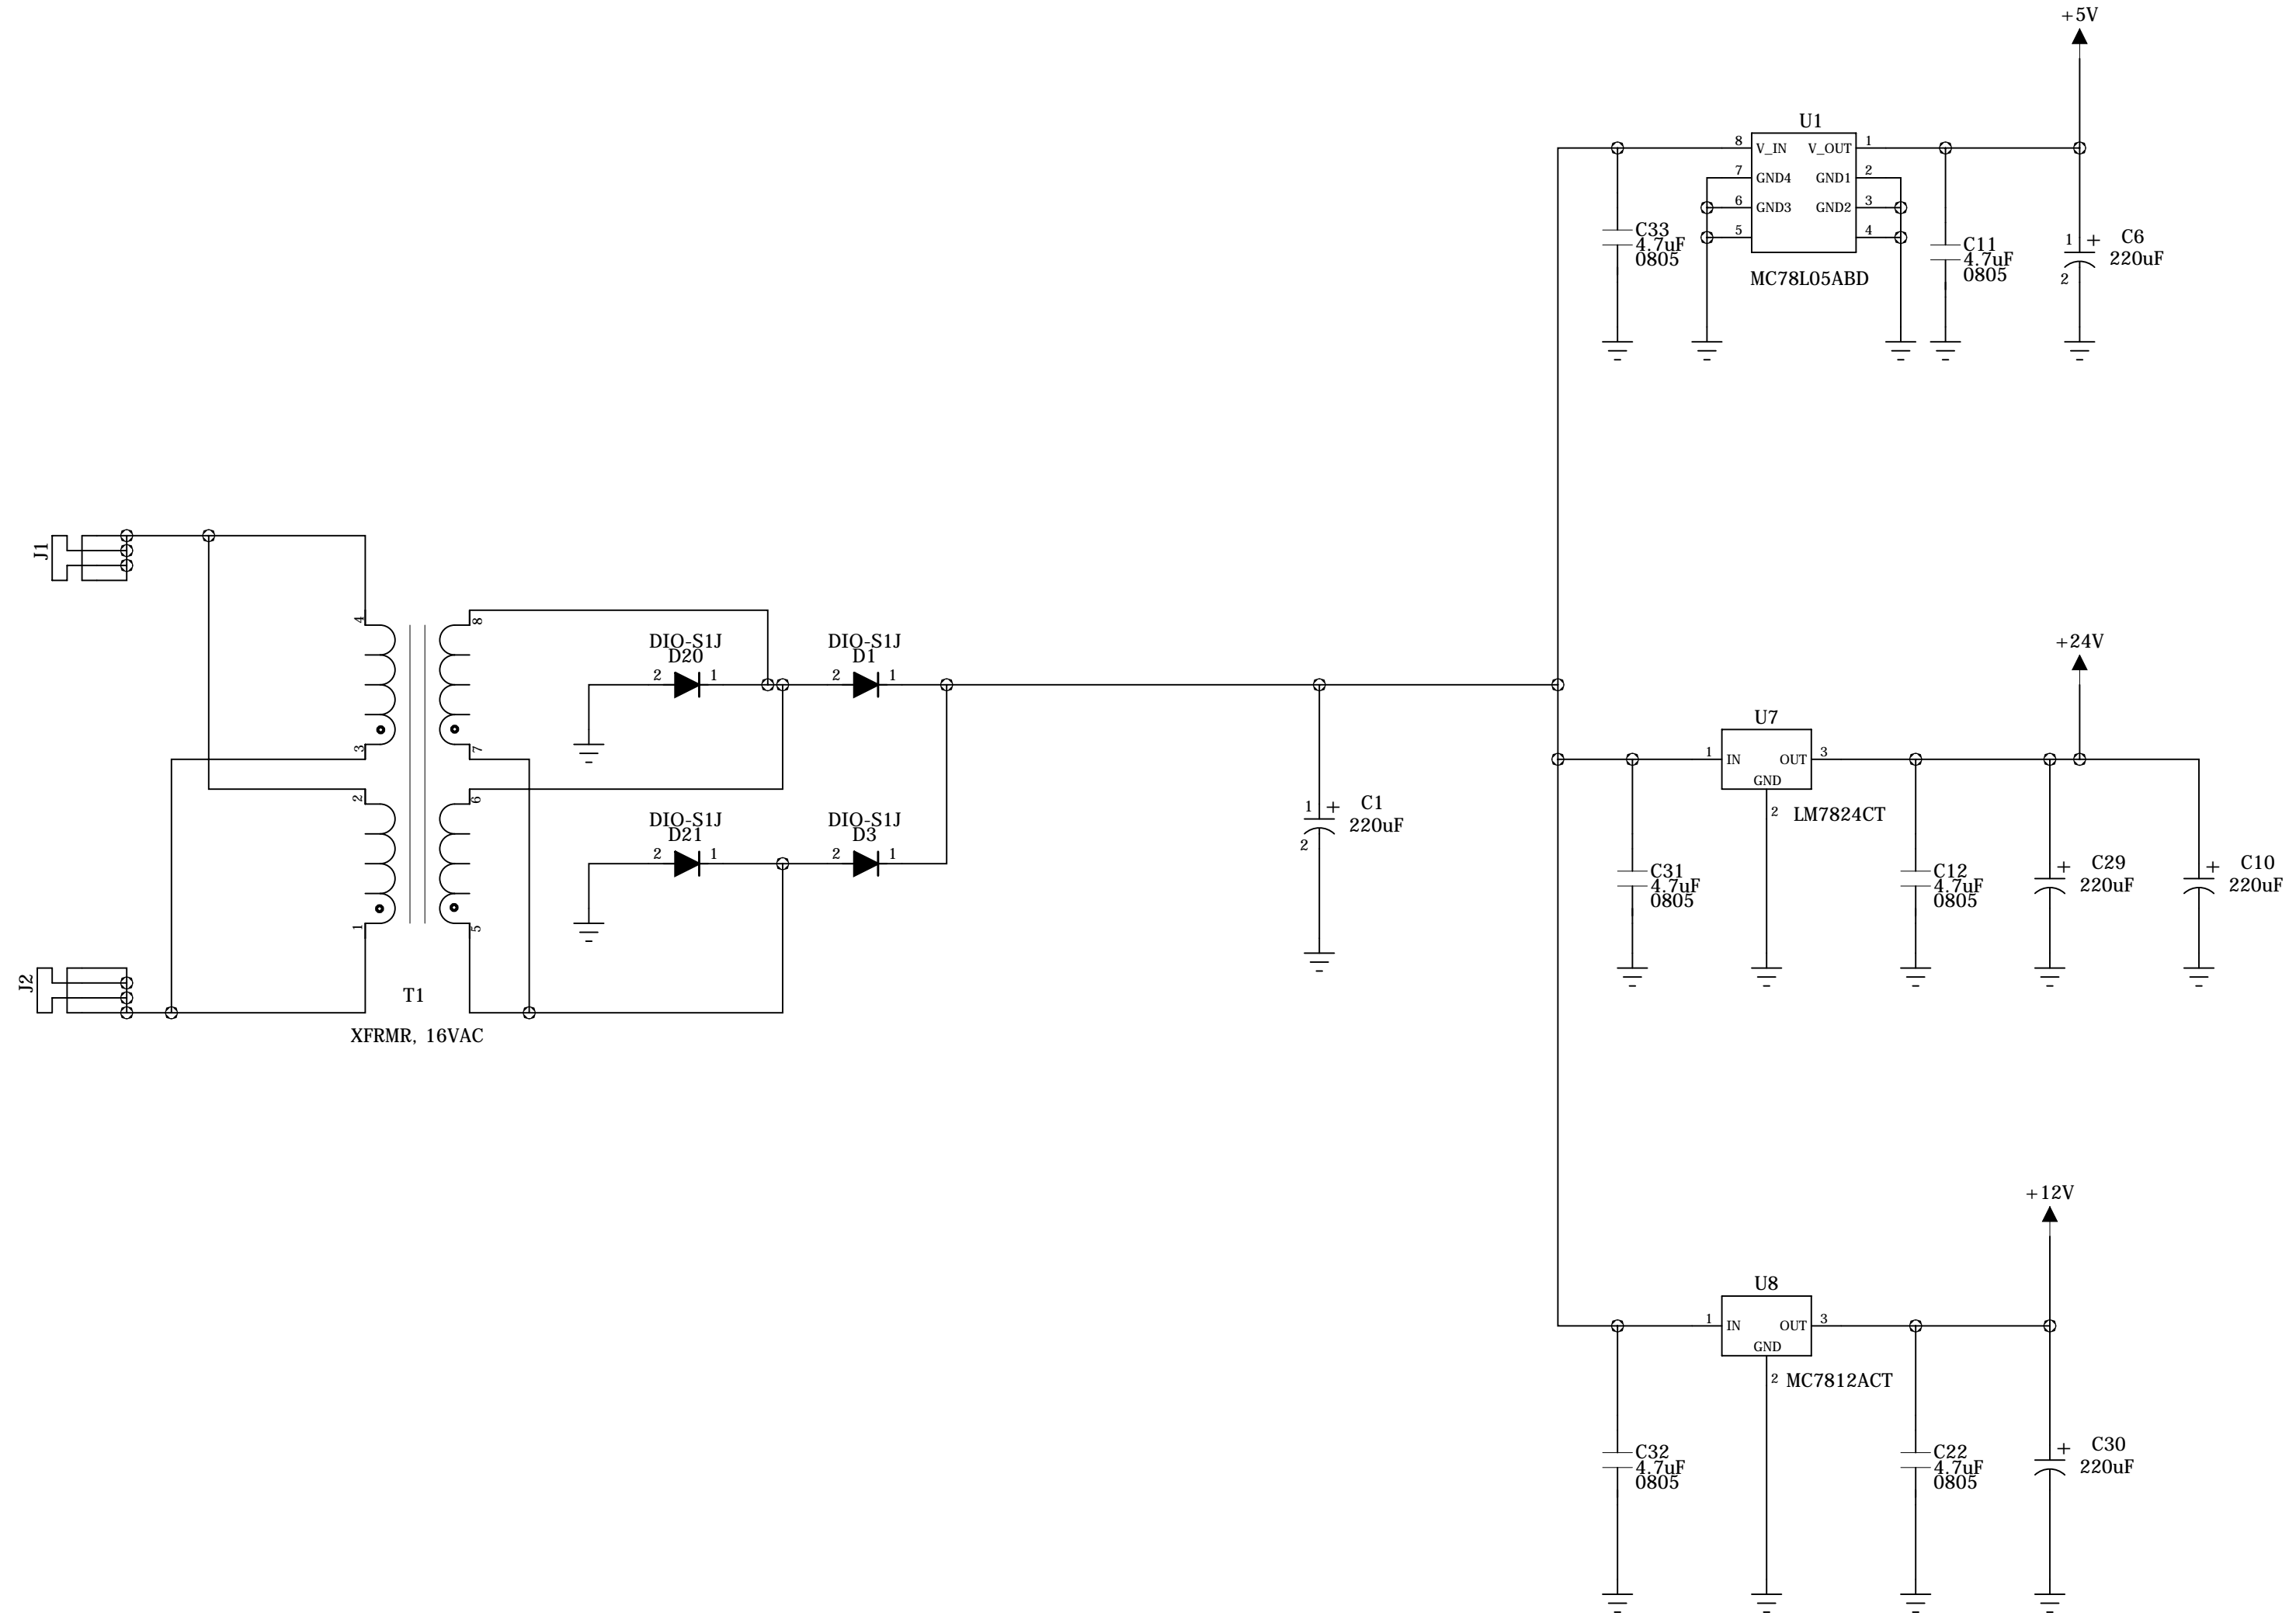 +5V
U1
8 V_IN V_OUT 1
7 GND4 GND1 2
6 GND3 GND2 3
5 4
MC78L05ABD
C33
4.7uF
0805
C11
4.7uF
0805
1 + C6
220uF
2
J1
4
3
2
1
8
7
6
5
J2
T1
XFRMR, 16VAC
DIO-S1J
D20
2 1
DIO-S1J
D1
2 1
DIO-S1J
D21
2 1
DIO-S1J
D3
2 1
1 + C1
220uF
2
+24V
U7
1 IN OUT 3
GND
2 LM7824CT
C31
4.7uF
0805
C12
4.7uF
0805
+ C29
220uF
+ C10
220uF
+12V
U8
1 IN OUT 3
GND
2 MC7812ACT
C32
4.7uF
0805
C22
4.7uF
0805
+ C30
220uF